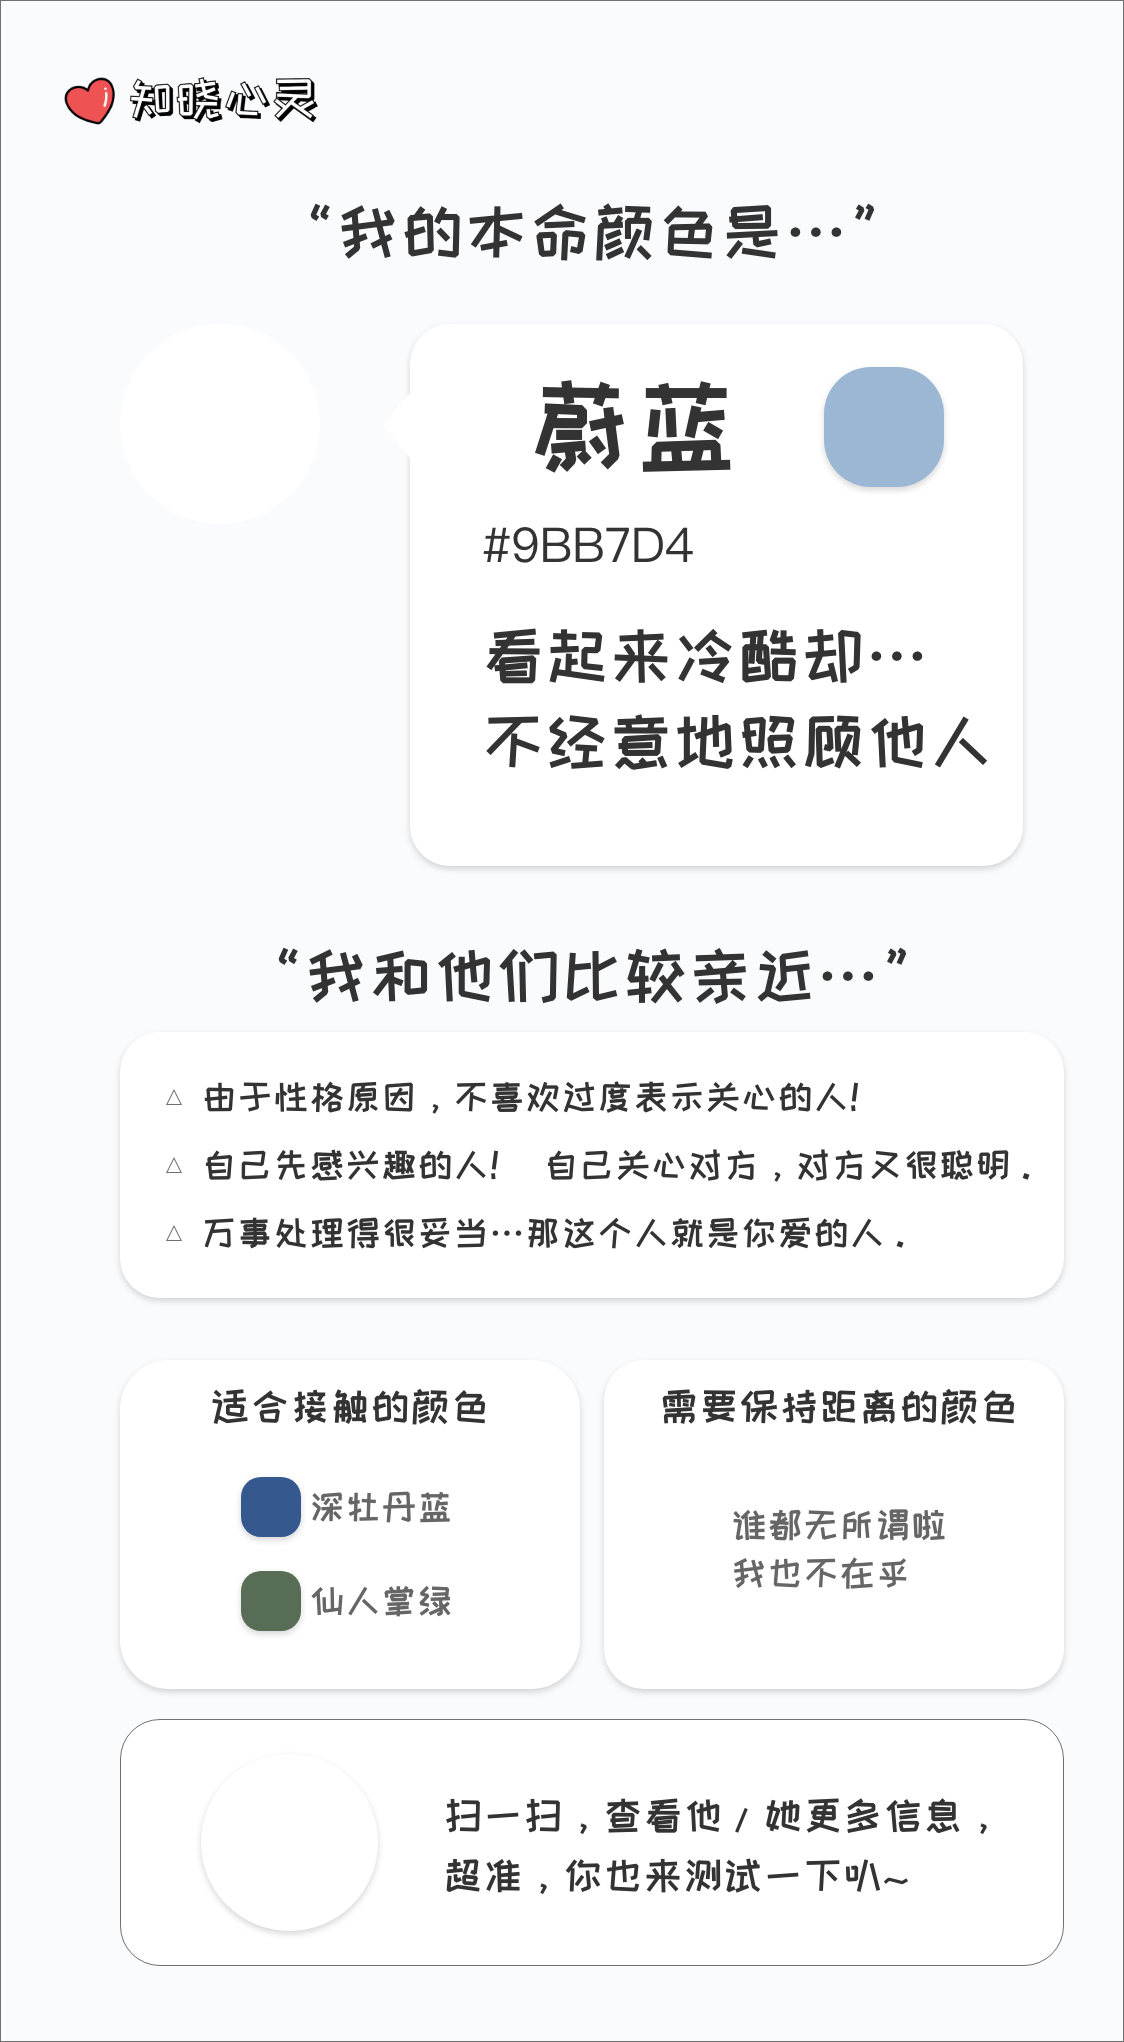 知晓心灵
“我的本命颜色是…”
蔚蓝
#9BB7D4
看起来冷酷却…
不经意地照顾他人
“我和他们比较亲近…”
△ 由于性格原因，不喜欢过度表示关心的人！
△ 自己先感兴趣的人！ 自己关心对方，对方又很聪明．
△ 万事处理得很妥当…那这个人就是你爱的人．
适合接触的颜色
深牡丹蓝
仙人掌绿
需要保持距离的颜色
谁都无所谓啦
我也不在乎
扫一扫，查看他/她更多信息，
超准，你也来测试一下叭~